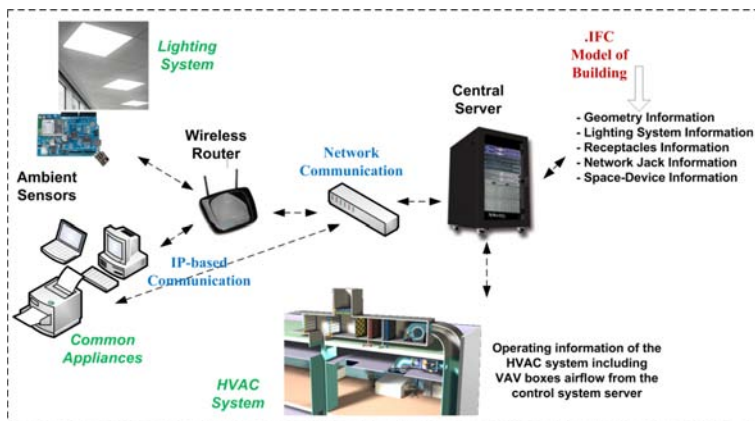 Lighting
System
.IFC
Model of
Building
Central
Server
- Geometry Information
- Lighting System Information
- Receptacles Information
- Network Jack Information
- Space-Device Information
Wireless
Router
Network
Communication
Ambient
Sensors
IP-based
Communication
Common
Appliances
HVAC
System
Operating information of the
HVAC system including
VAV boxes airflow from the
control system server